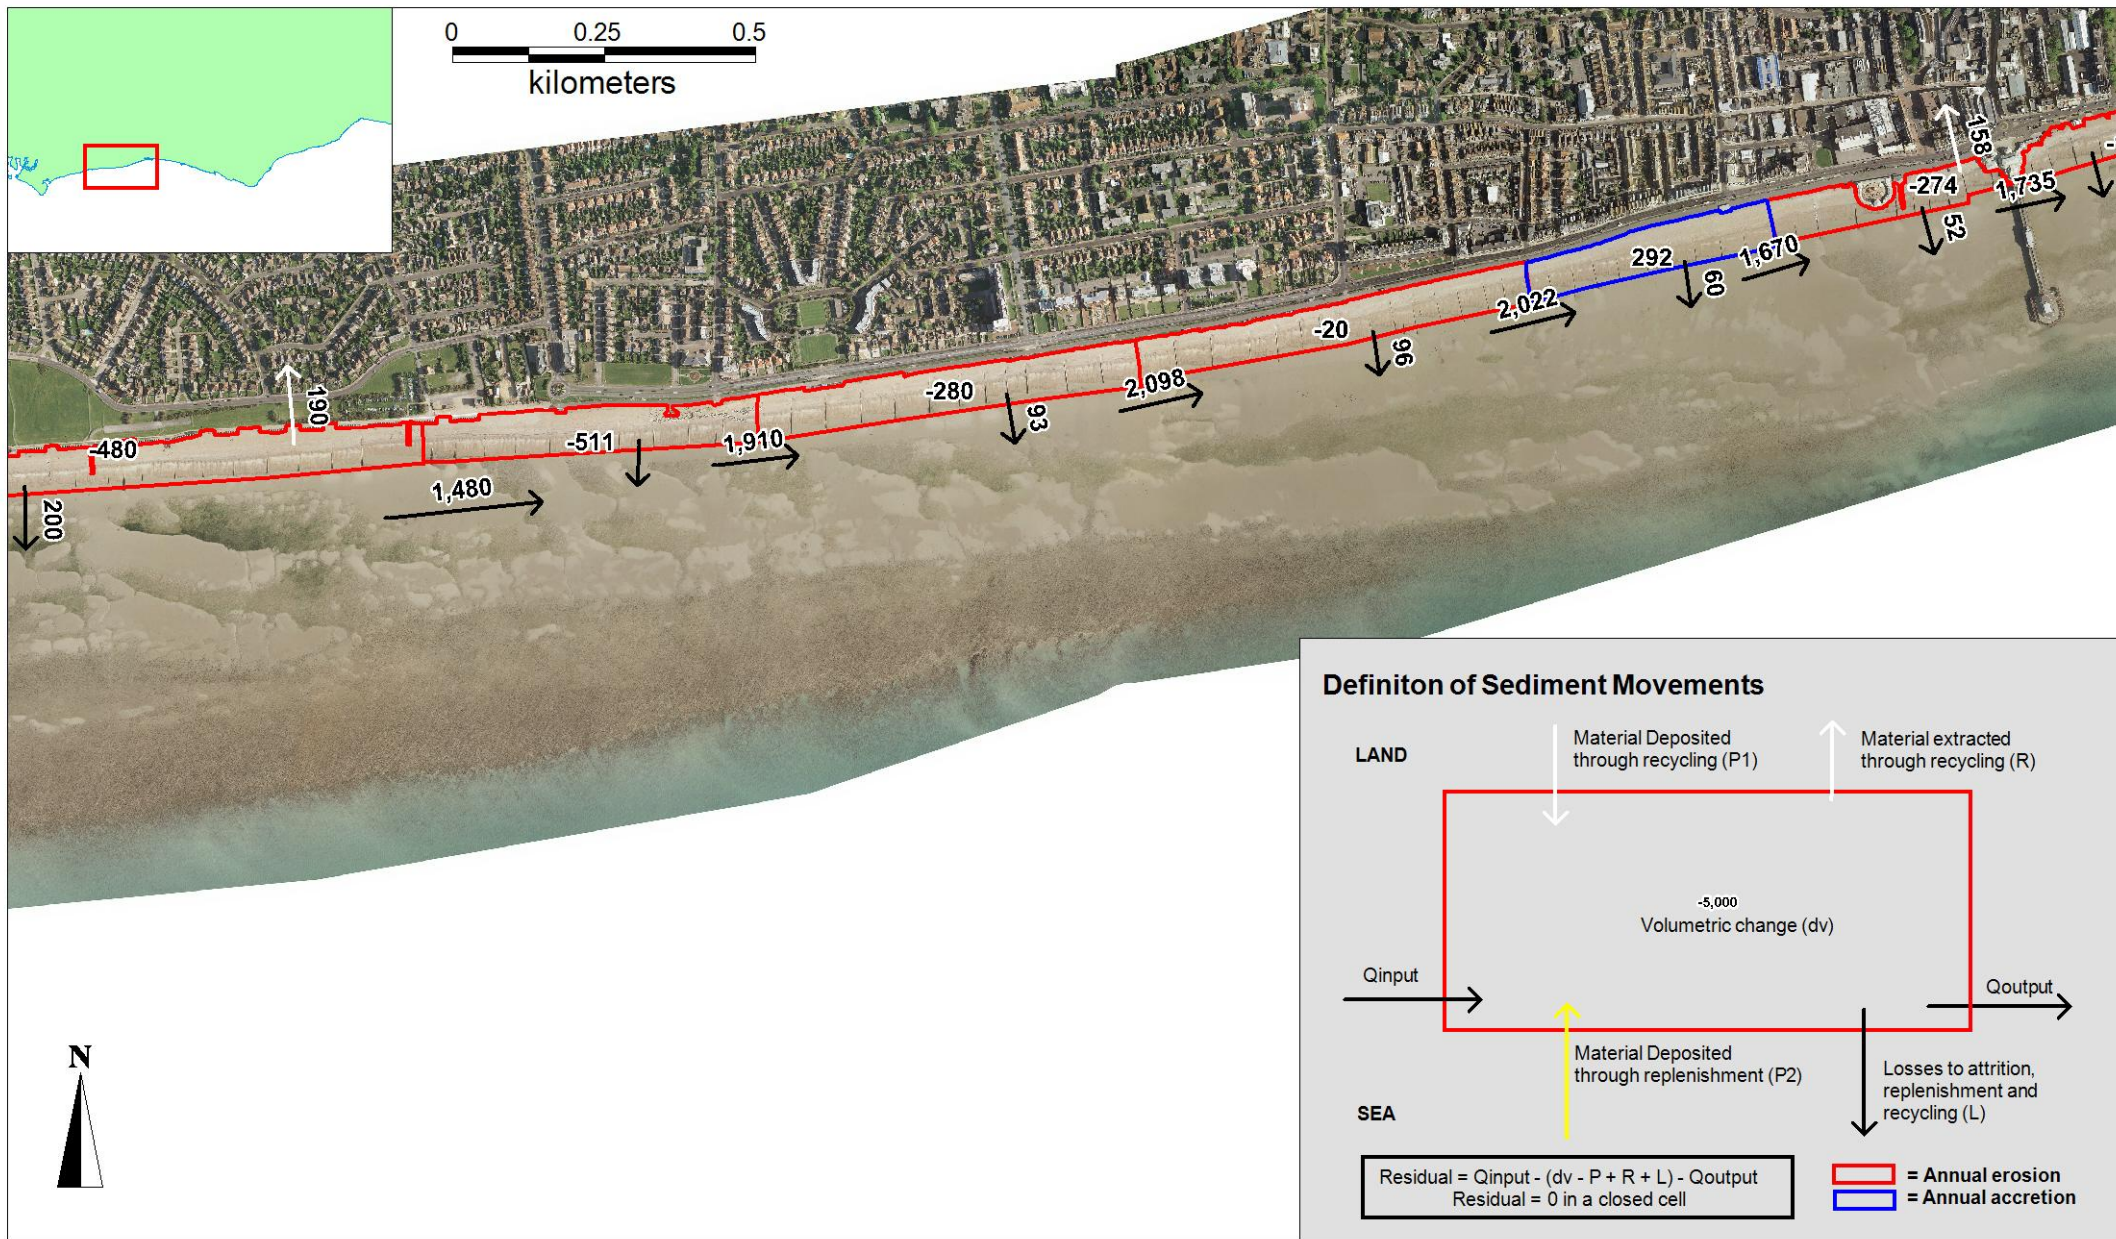 0 0.25 0.5
kilometers
158
-274
1,735
-
52
292
1,670
60
2,022
-20
96
-280
2,098
93
190
-480
-511
1,910
1,480
200
Definiton of Sediment Movements
LAND
Material Deposited
through recycling (P1)
Material extracted
through recycling (R)
-5,000
Volumetric change (dv)
Qinput
Qoutput
Material Deposited
through replenishment (P2)
Losses to attrition,
replenishment and
recycling (L)
SEA
Residual = Qinput - (dv - P + R + L) - Qoutput
Residual = 0 in a closed cell
= Annual erosion
= Annual accretion
N